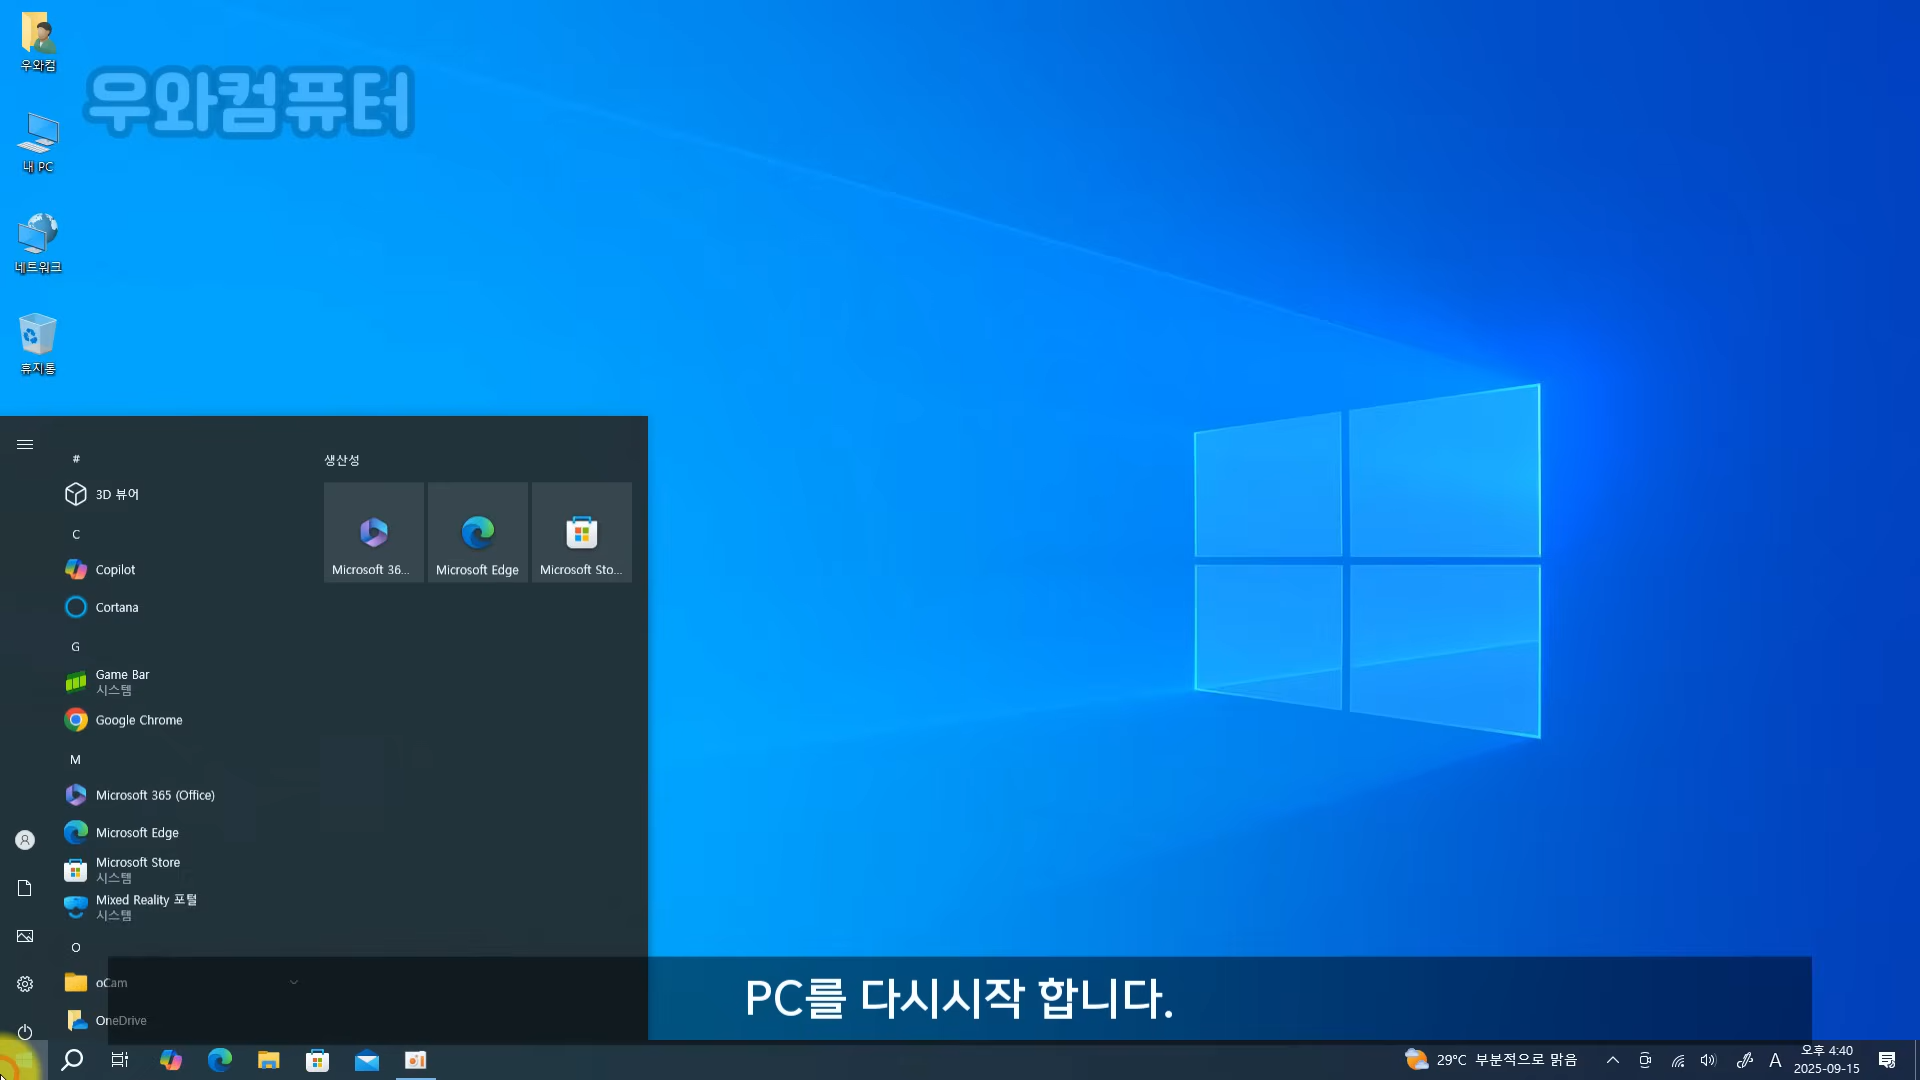 우와컴
우와컴퓨터
내 PC
네트워크
휴지통
#
3D 뷰어
C
Copilot
Cortana
G
Game Bar
시스템
Google Chrome
M
Microsoft 365 (Office)
Microsoft Edge
Microsoft Store
시스템
Mixed Reality 포털
시스템
O
oCam
OneDrive
생산성
Microsoft 36...
Microsoft Edge
Microsoft Sto...
PC를 다시시작 합니다.
29°C 부분적으로 맑음
A
오후 4:40
2025-09-15